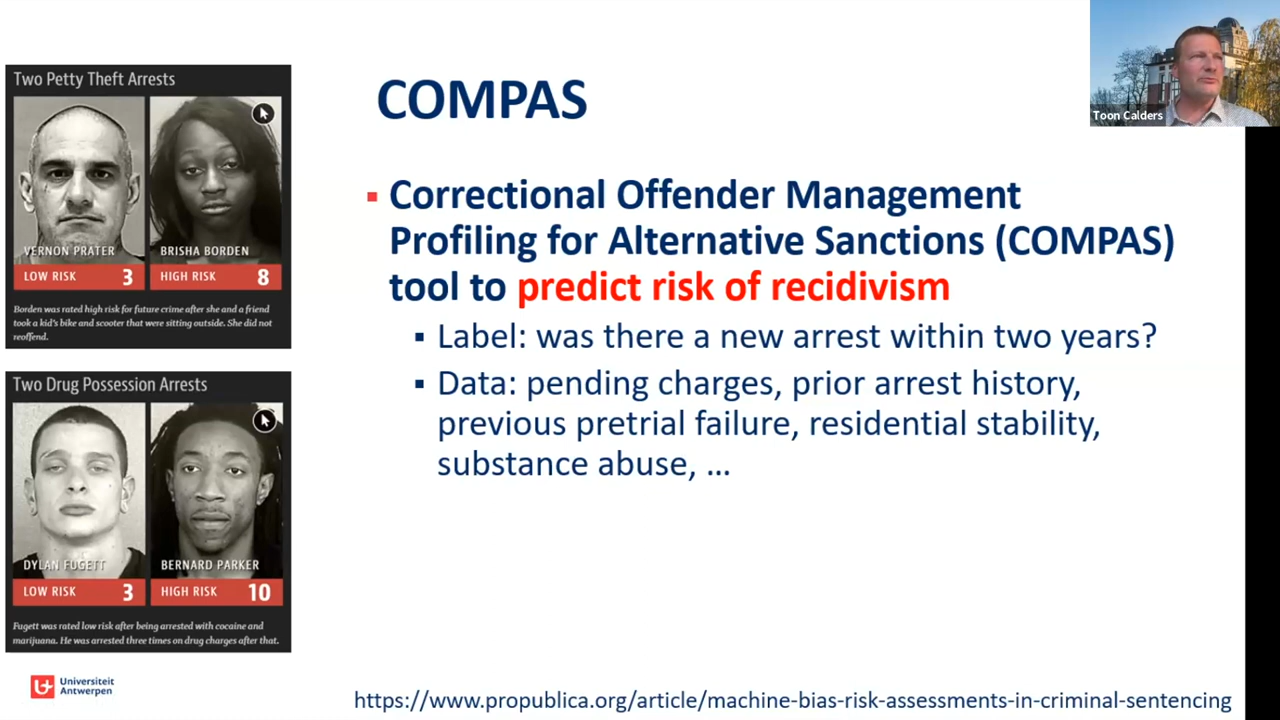 Two Petty Theft Arrests
VERNON PRATER
BRISHA BORDEN
LOW RISK 3
HIGH RISK 8
Borden was rated high risk for future crime after she and a friend
took a kid's bike and scooter that were sitting outside. She did not
reoffend.
Two Drug Possession Arrests
DYLAN FUGETT
BERNARD PARKER
LOW RISK 3
HIGH RISK 10
Fugett was rated low risk after being arrested with cocaine and
marijuana. He was arrested three times on drug charges after that.
Universiteit
Antwerpen
COMPAS
Correctional Offender Management
Profiling for Alternative Sanctions (COMPAS)
tool to predict risk of recidivism
Label: was there a new arrest within two years?
Data: pending charges, prior arrest history,
previous pretrial failure, residential stability,
substance abuse, ...
https://www.propublica.org/article/machine-bias-risk-assessments-in-criminal-sentencing
Toon Calders